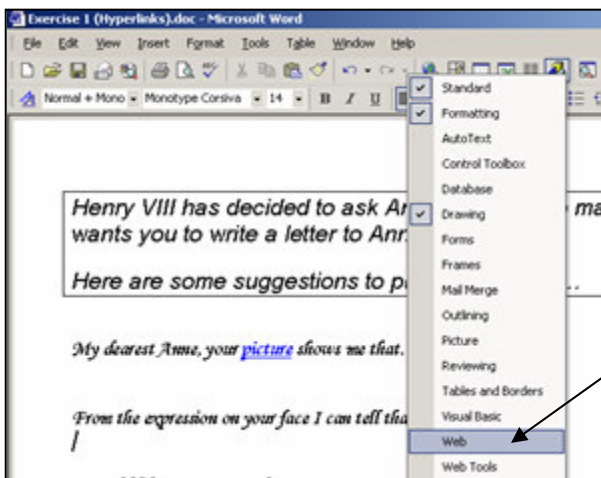 Exercise 1 (Hyperlinks).doc - Microsoft Word
File Edit View Insert Format Tools Table Window Help
Normal + Mono Monotype Corsiva 14 B I U
Standard
Formatting
AutoText
Control Toolbox
Database
Drawing
Forms
Frames
Mail Merge
Outlining
Picture
Reviewing
Tables and Borders
Visual Basic
Web
Web Tools
Henry VIII has decided to ask An ma
wants you to write a letter to Ann
Here are some suggestions to p ..
My dearest Anne, your picture shows me that.
From the expression on your face I can tell tha